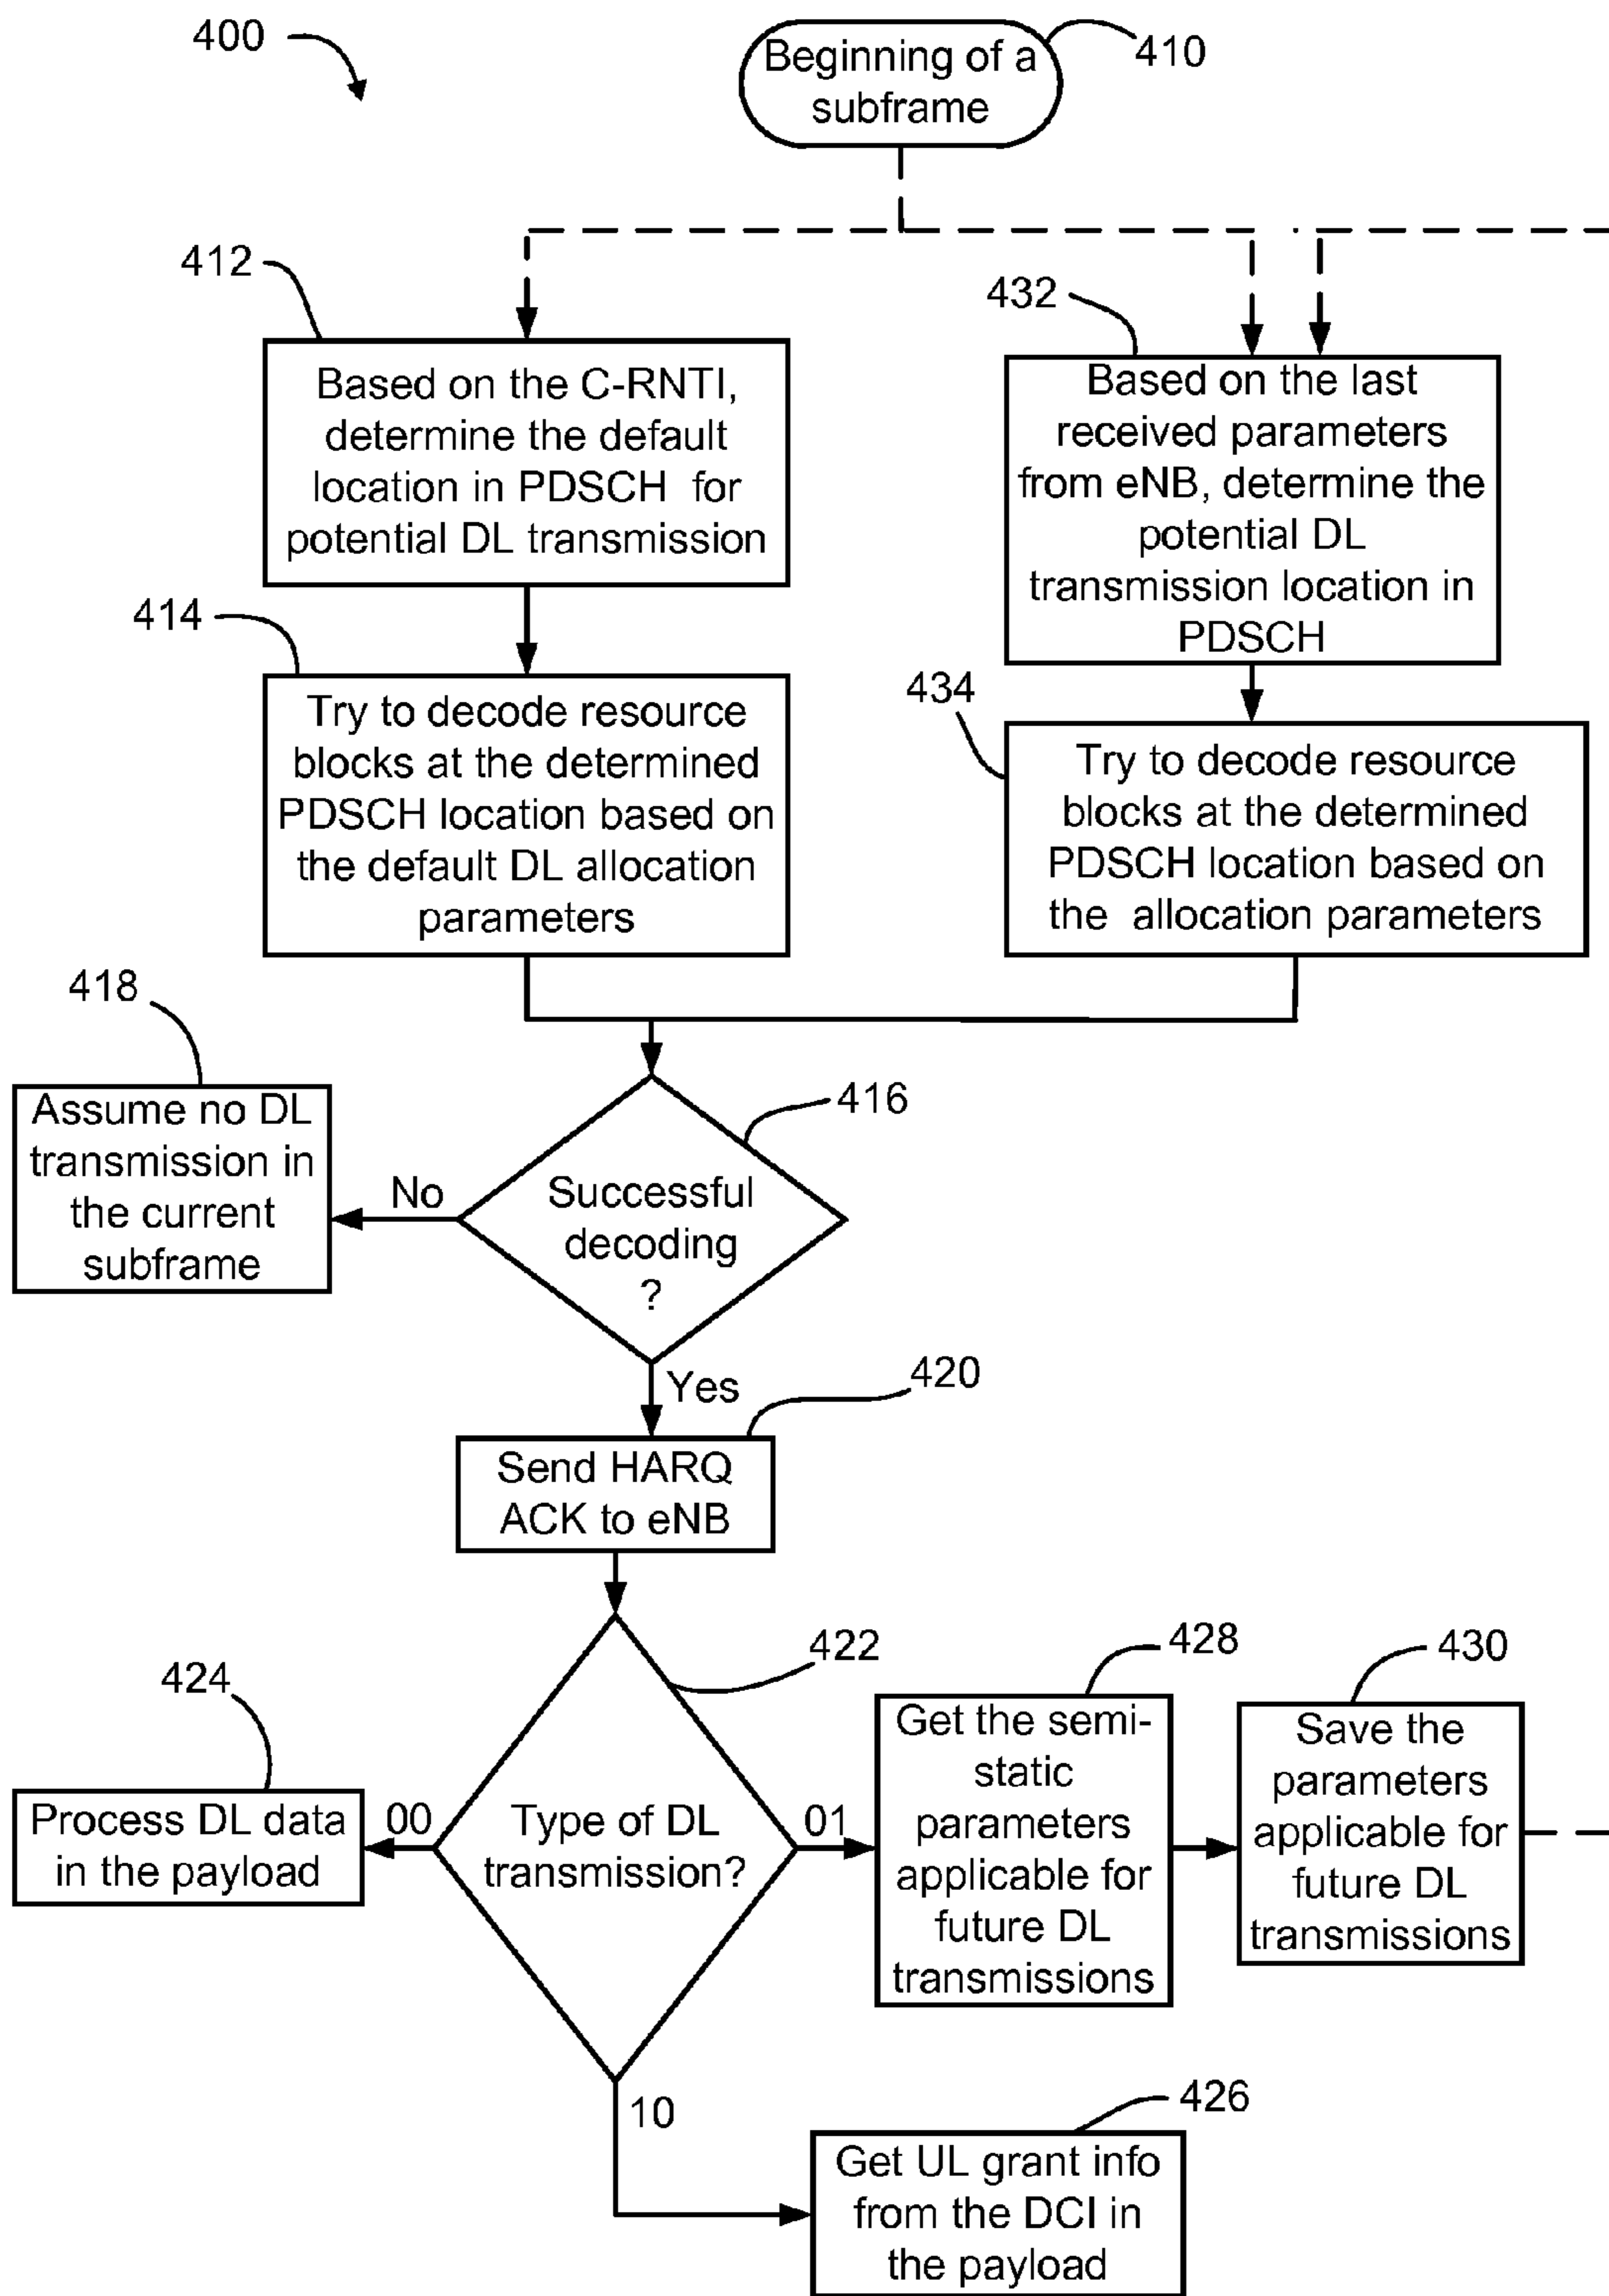 400
Beginning of a
subframe
410
412
Based on the C-RNTI,
determine the default
location in PDSCH for
potential DL transmission
432
Based on the last
received parameters
from eNB, determine the
potential DL
transmission location in
PDSCH
414
Try to decode resource
blocks at the determined
PDSCH location based on
the default DL allocation
parameters
434
Try to decode resource
blocks at the determined
PDSCH location based on
the allocation parameters
418
Assume no DL
transmission in
the current
subframe
No
416
Successful
decoding
?
Yes
420
Send HARQ
ACK to eNB
422
Type of DL
transmission?
424
Process DL data
in the payload
00
01
428
Get the semi-
static
parameters
applicable for
future DL
transmissions
430
Save the
parameters
applicable for
future DL
transmissions
10
426
Get UL grant info
from the DCI in
the payload